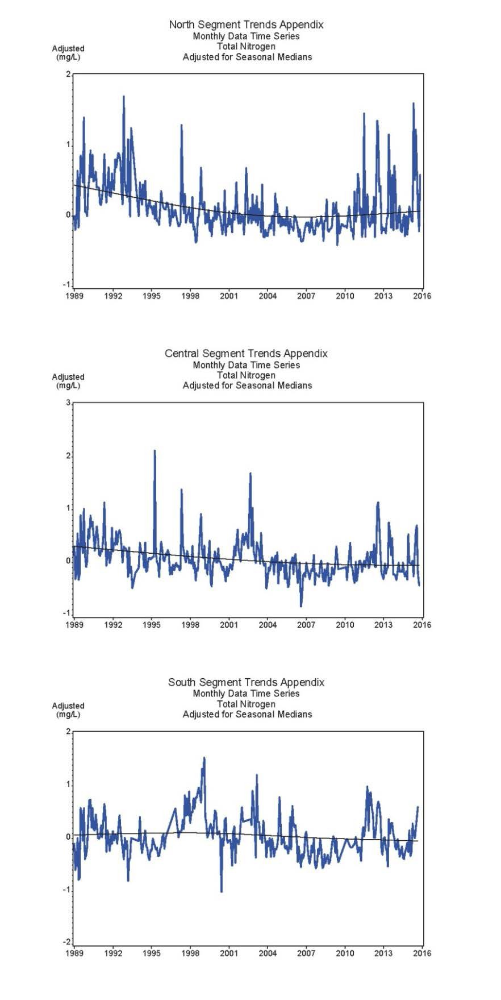 North Segment Trends Appendix
Monthly Data Time Series
Total Nitrogen
Adjusted for Seasonal Medians
Adjusted
(mg/L)
2
1
0
-1
1989 1992 1995 1998 2001 2004 2007 2010 2013 2016
Central Segment Trends Appendix
Monthly Data Time Series
Total Nitrogen
Adjusted for Seasonal Medians
Adjusted
(mg/L)
3
2
1
0
-1
1989 1992 1995 1998 2001 2004 2007 2010 2013 2016
South Segment Trends Appendix
Monthly Data Time Series
Total Nitrogen
Adjusted for Seasonal Medians
Adjusted
(mg/L)
2
1
0
-1
-2
1989 1992 1995 1998 2001 2004 2007 2010 2013 2016